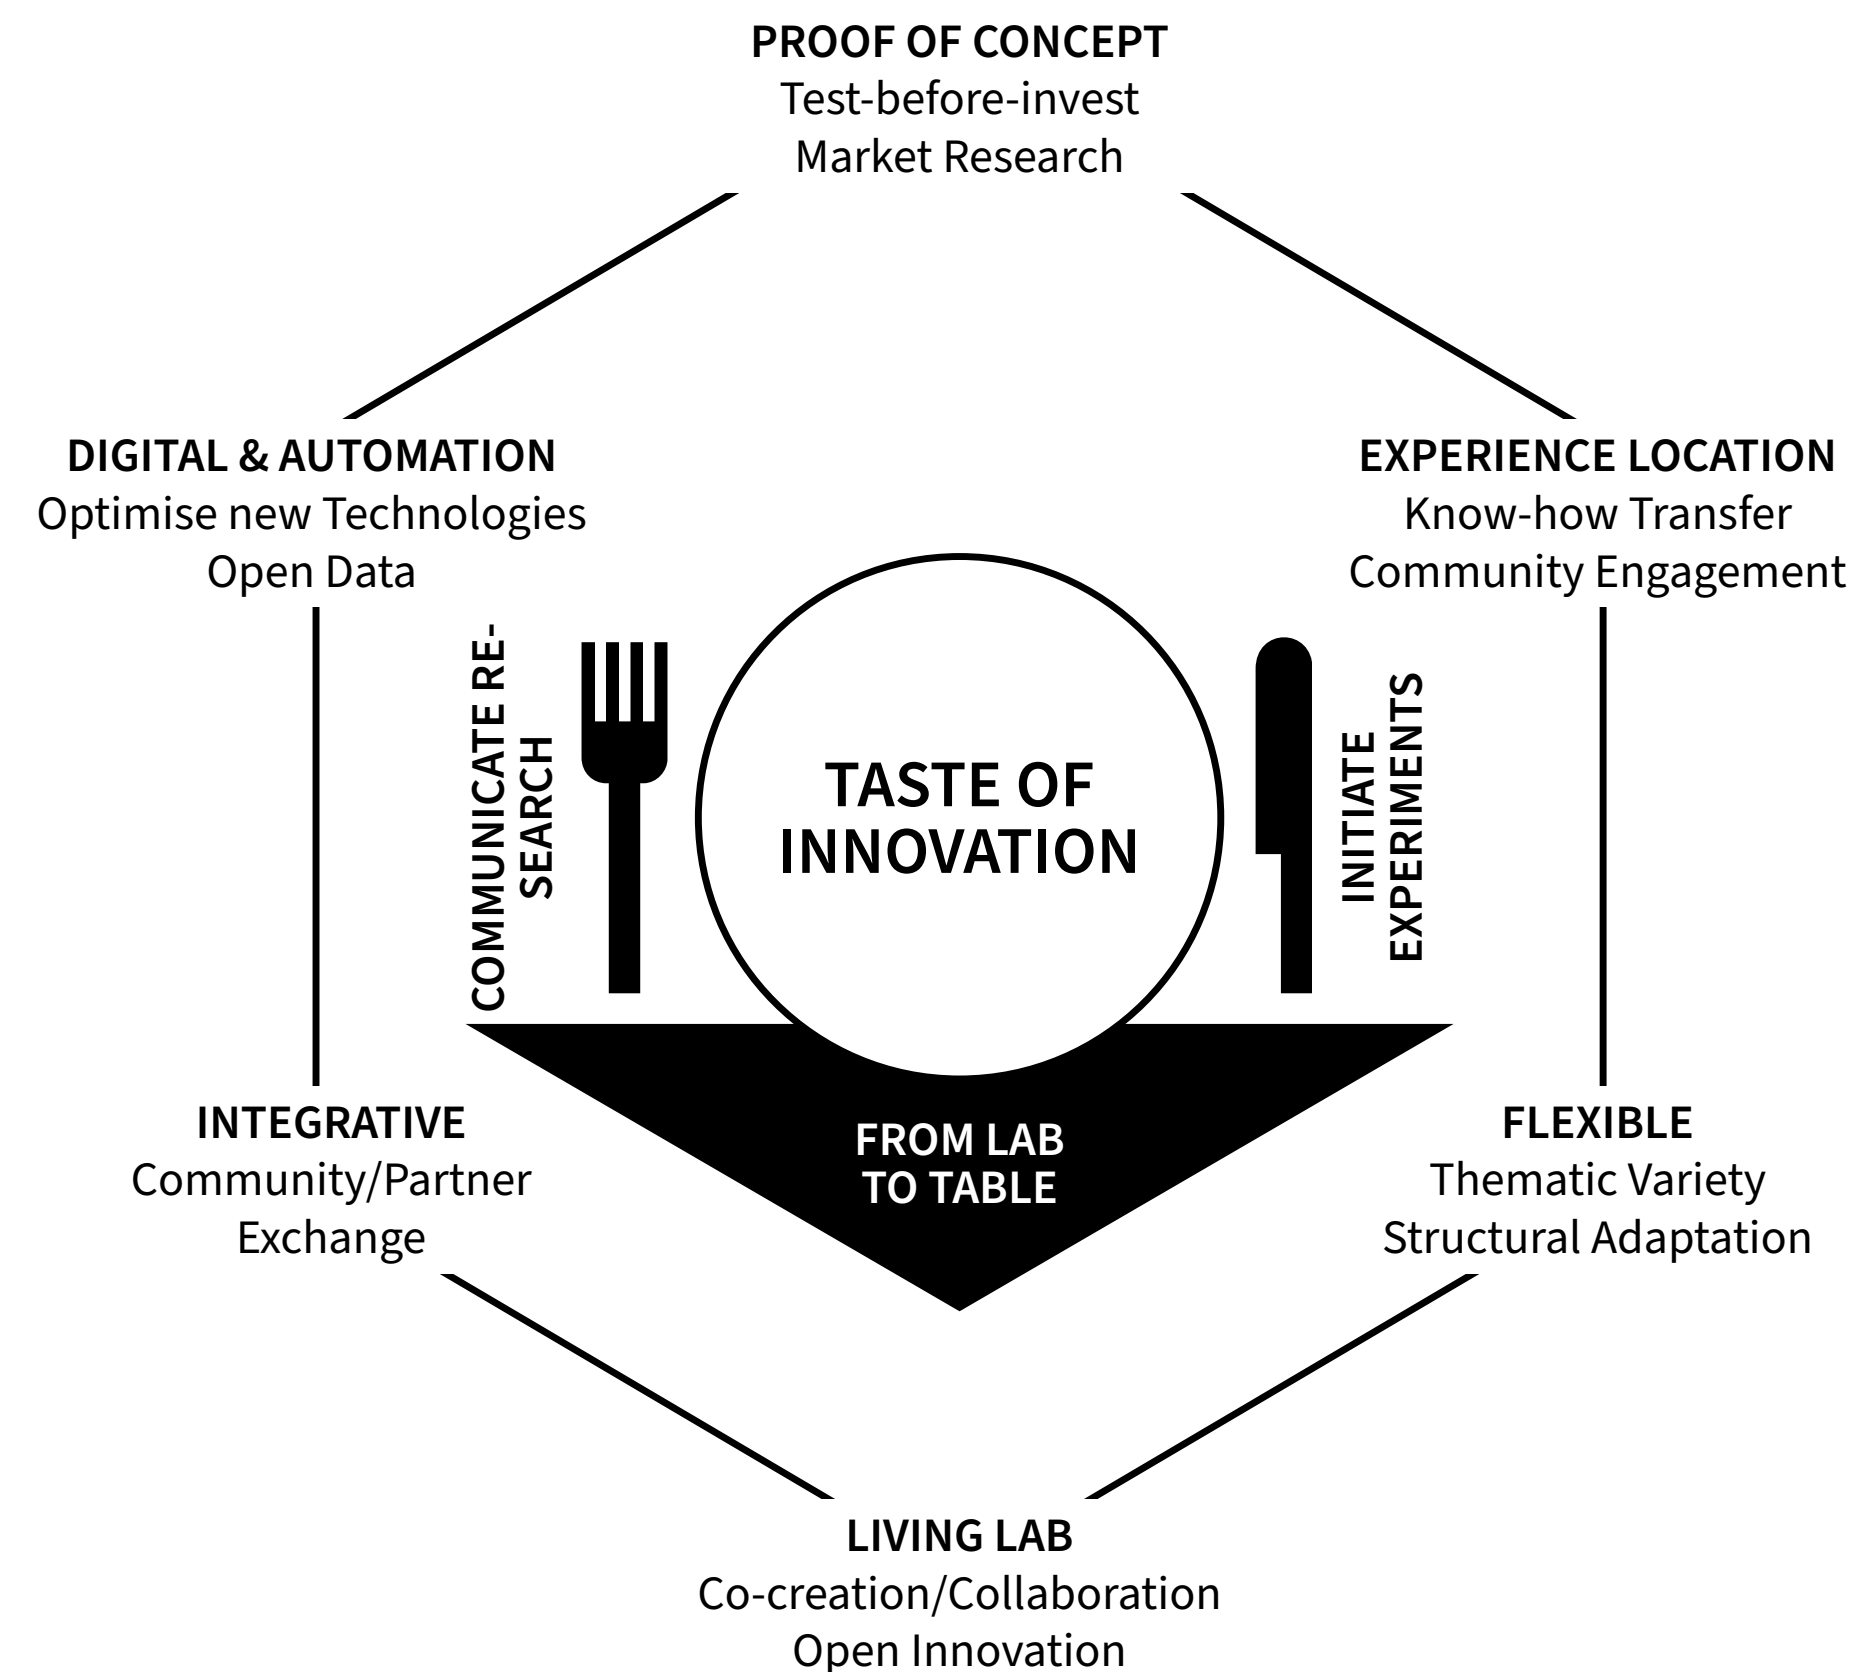 PROOF OF CONCEPT
Test-before-invest
Market Research
DIGITAL & AUTOMATION
Optimise new Technologies
Open Data
EXPERIENCE LOCATION
Know-how Transfer
Community Engagement
COMMUNICATE RE-
SEARCH
TASTE OF
INNOVATION
INITIATE
EXPERIMENTS
FROM LAB
TO TABLE
INTEGRATIVE
Community/Partner
Exchange
FLEXIBLE
Thematic Variety
Structural Adaptation
LIVING LAB
Co-creation/Collaboration
Open Innovation